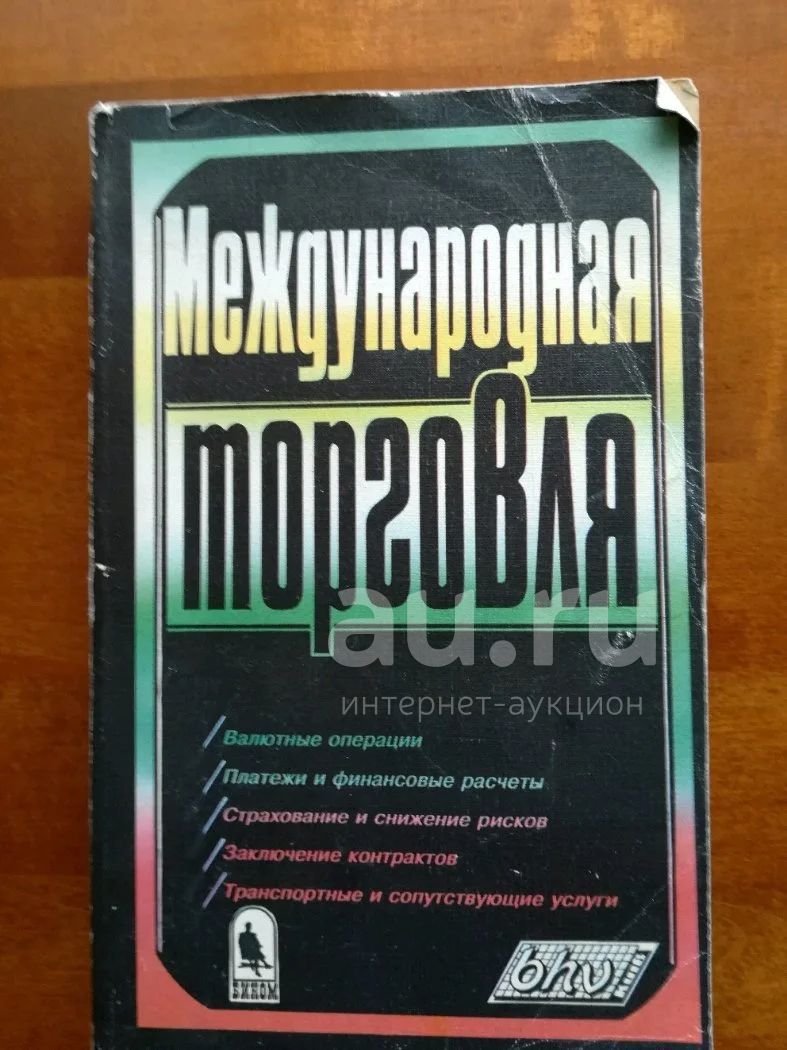 Международная
торговля
au.ru
интернет-аукцион
Валютные операции
Платежи и финансовые расчеты
Страхование и снижение рисков
Заключение контрактов
Транспортные и сопутствующие услуги
БИНОМ
bhv